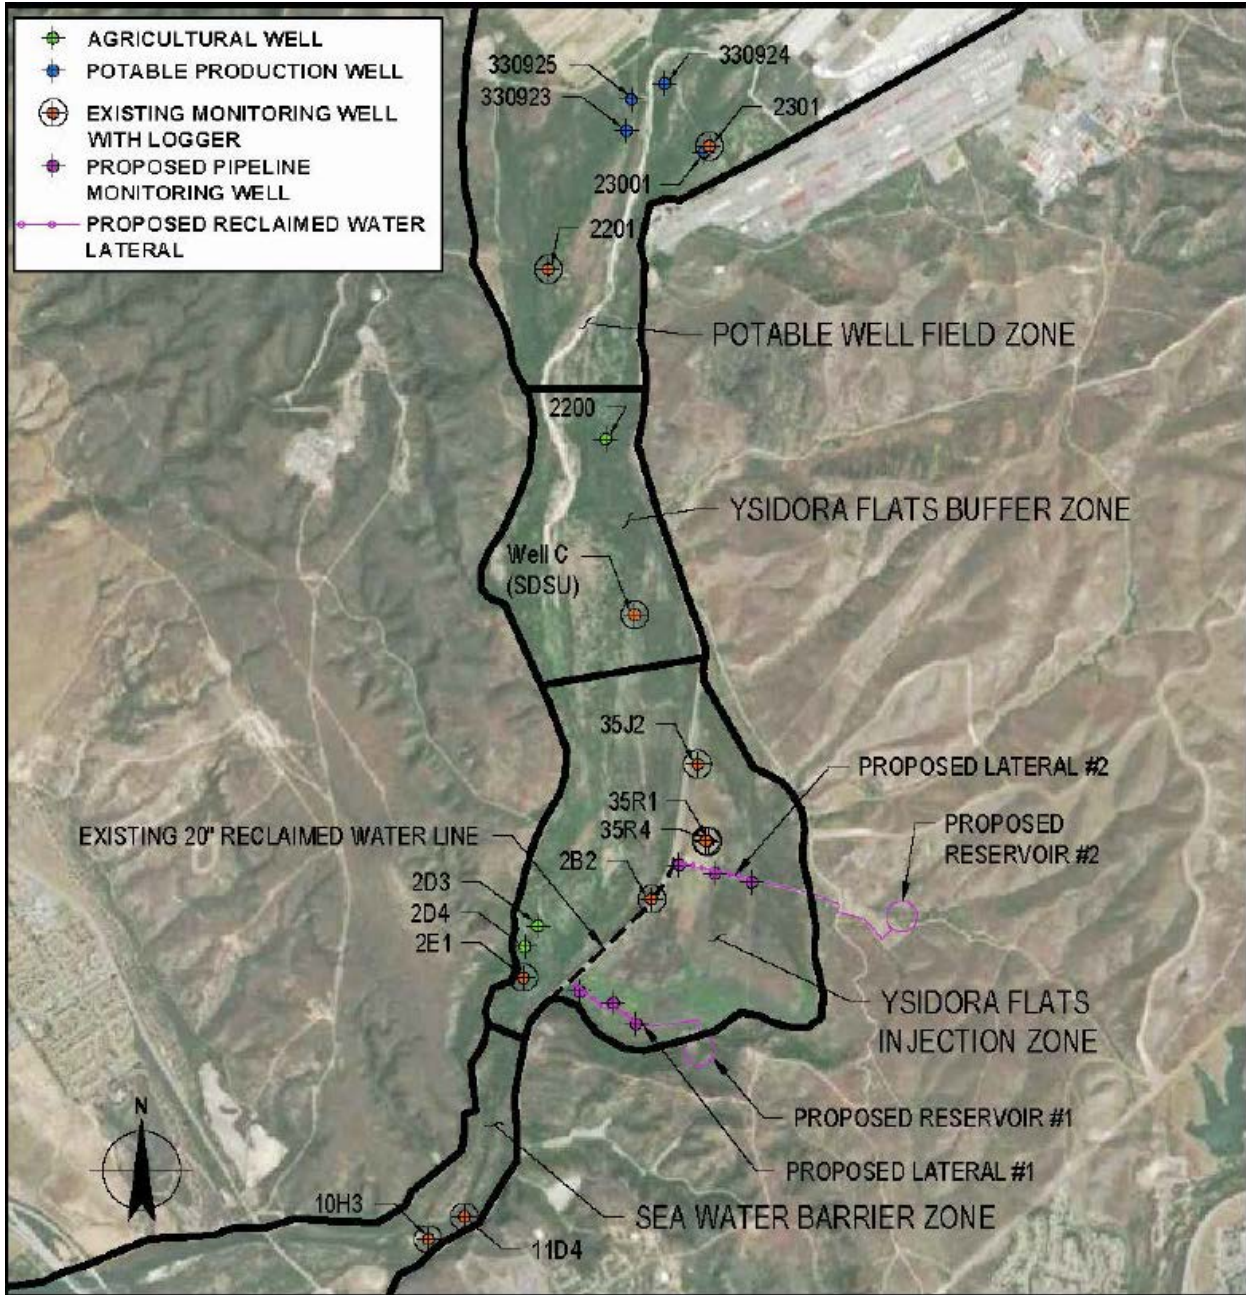 AGRICULTURAL WELL
POTABLE PRODUCTION WELL
EXISTING MONITORING WELL
WITH LOGGER
PROPOSED PIPELINE
MONITORING WELL
PROPOSED RECLAIMED WATER
LATERAL
330925
330924
330923
2301
23001
2201
POTABLE WELL FIELD ZONE
2200
YSIDORA FLATS BUFFER ZONE
Well C
(SDSU)
35J2
PROPOSED LATERAL #2
35R1
35R4
PROPOSED
RESERVOIR #2
EXISTING 20" RECLAIMED WATER LINE
2B2
2D3
2D4
2E1
YSIDORA FLATS
INJECTION ZONE
PROPOSED RESERVOIR #1
N
PROPOSED LATERAL #1
10H3
SEA WATER BARRIER ZONE
11D4